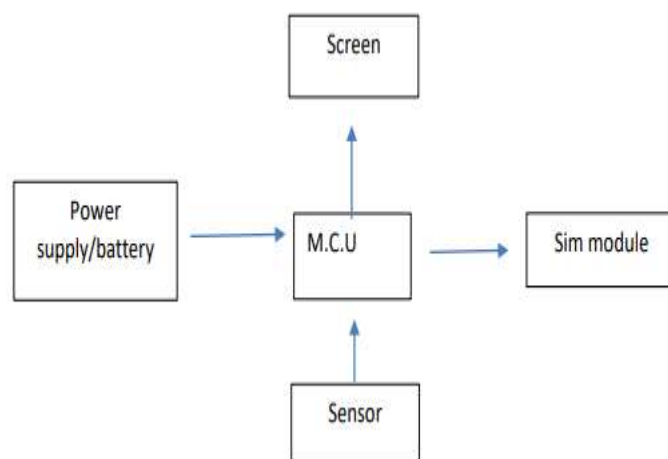 Screen
Power
supply/battery
M.C.U
Sim module
Sensor